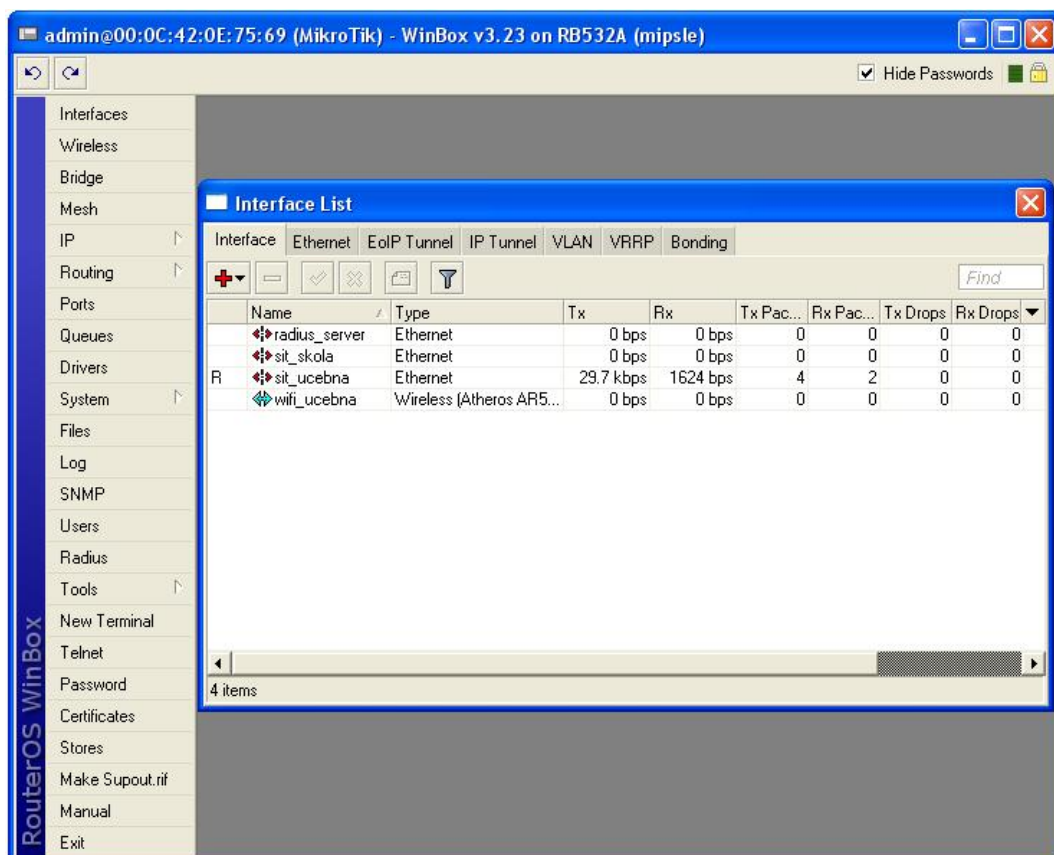 admin@00:0C:42:0E:75:69 (MikroTik) - WinBox v3.23 on RB532A (mipsle)
Hide Passwords
Interfaces
Wireless
Bridge
Mesh
IP
Routing
Ports
Queues
Drivers
System
Files
Log
SNMP
Users
Radius
Tools
New Terminal
Telnet
Password
Certificates
Stores
Make Supout.rif
Manual
Exit
RouterOS WinBox
Interface List
Interface Ethernet EoIP Tunnel IP Tunnel VLAN VRRP Bonding
Find
Name Type Tx Rx Tx Pac... Rx Pac... Tx Drops Rx Drops
radius_server Ethernet 0 bps 0 bps 0 0 0 0
sit_skola Ethernet 0 bps 0 bps 0 0 0 0
R sit_ucebna Ethernet 29.7 kbps 1624 bps 4 2 0 0
wifi_ucebna Wireless (Atheros AR5... 0 bps 0 bps 0 0 0 0
4 items